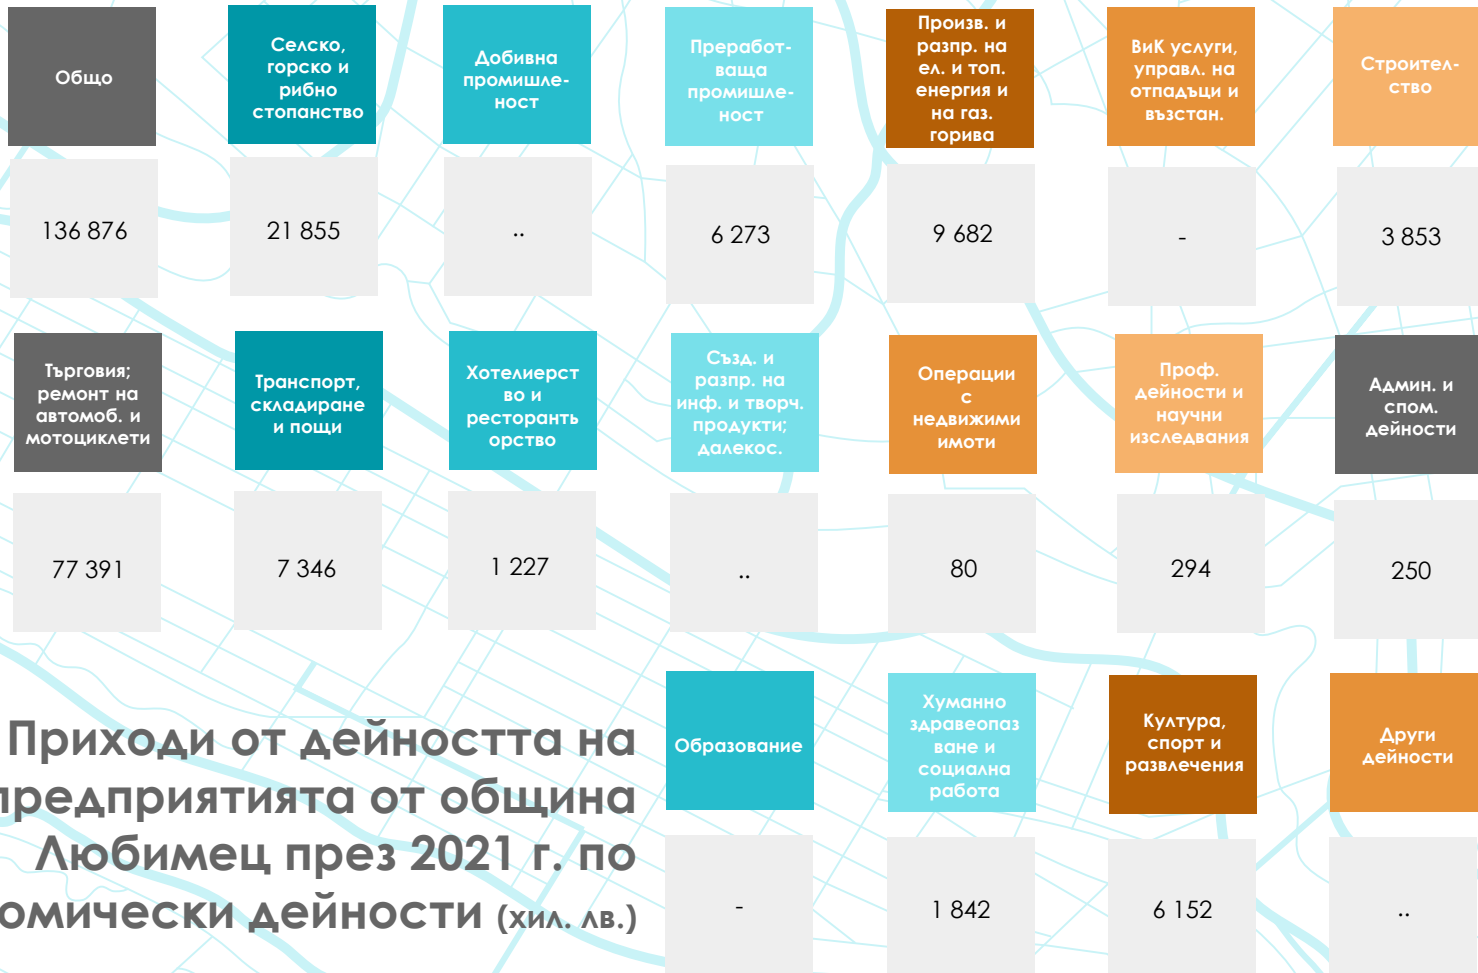 Общо
Селско,
горско и
рибно
стопанство
Добивна
промишле-
ност
Преработ-
ваща
промишле-
ност
Произв. и
разпр. на
ел. и топ.
енергия и
на газ.
горива
ВиК услуги,
управл. на
отпадъци и
възстан.
Строител-
ство
136 876
21 855
..
6 273
9 682
-
3 853
Търговия;
ремонт на
автомоб. и
мотоциклети
Транспорт,
складиране
и пощи
Хотелиерст
во и
ресторанть
орство
Създ. и
разпр. на
инф. и творч.
продукти;
далекос.
Операции
с
недвижими
имоти
Проф.
дейности и
научни
изследвания
Админ. и
спом.
дейности
77 391
7 346
1 227
..
80
294
250
Приходи от дейността на
предприятията от община
Любимец през 2021 г. по
омически дейности (хил. лв.)
Образование
Хуманно
здравеопаз
ване и
социална
работа
Култура,
спорт и
развлечения
Други
дейности
-
1 842
6 152
..